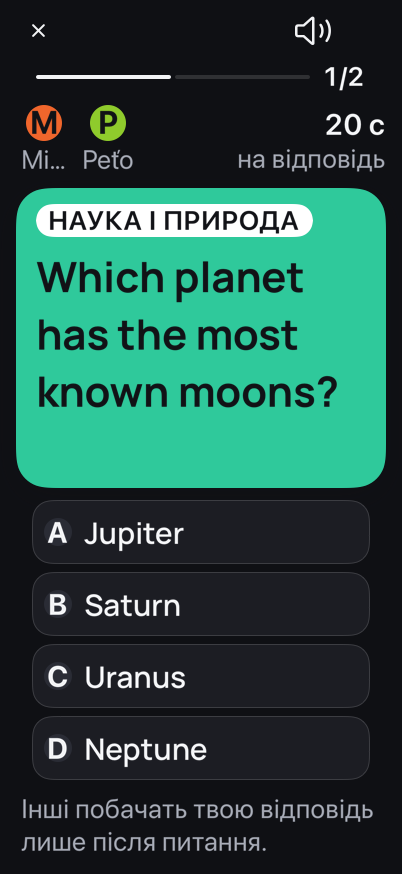 ×
1/2
M P
20 с
Mi... Peťo
на відповідь
НАУКА І ПРИРОДА
Which planet
has the most
known moons?
A Jupiter
B Saturn
C Uranus
D Neptune
Інші побачать твою відповідь
лише після питання.